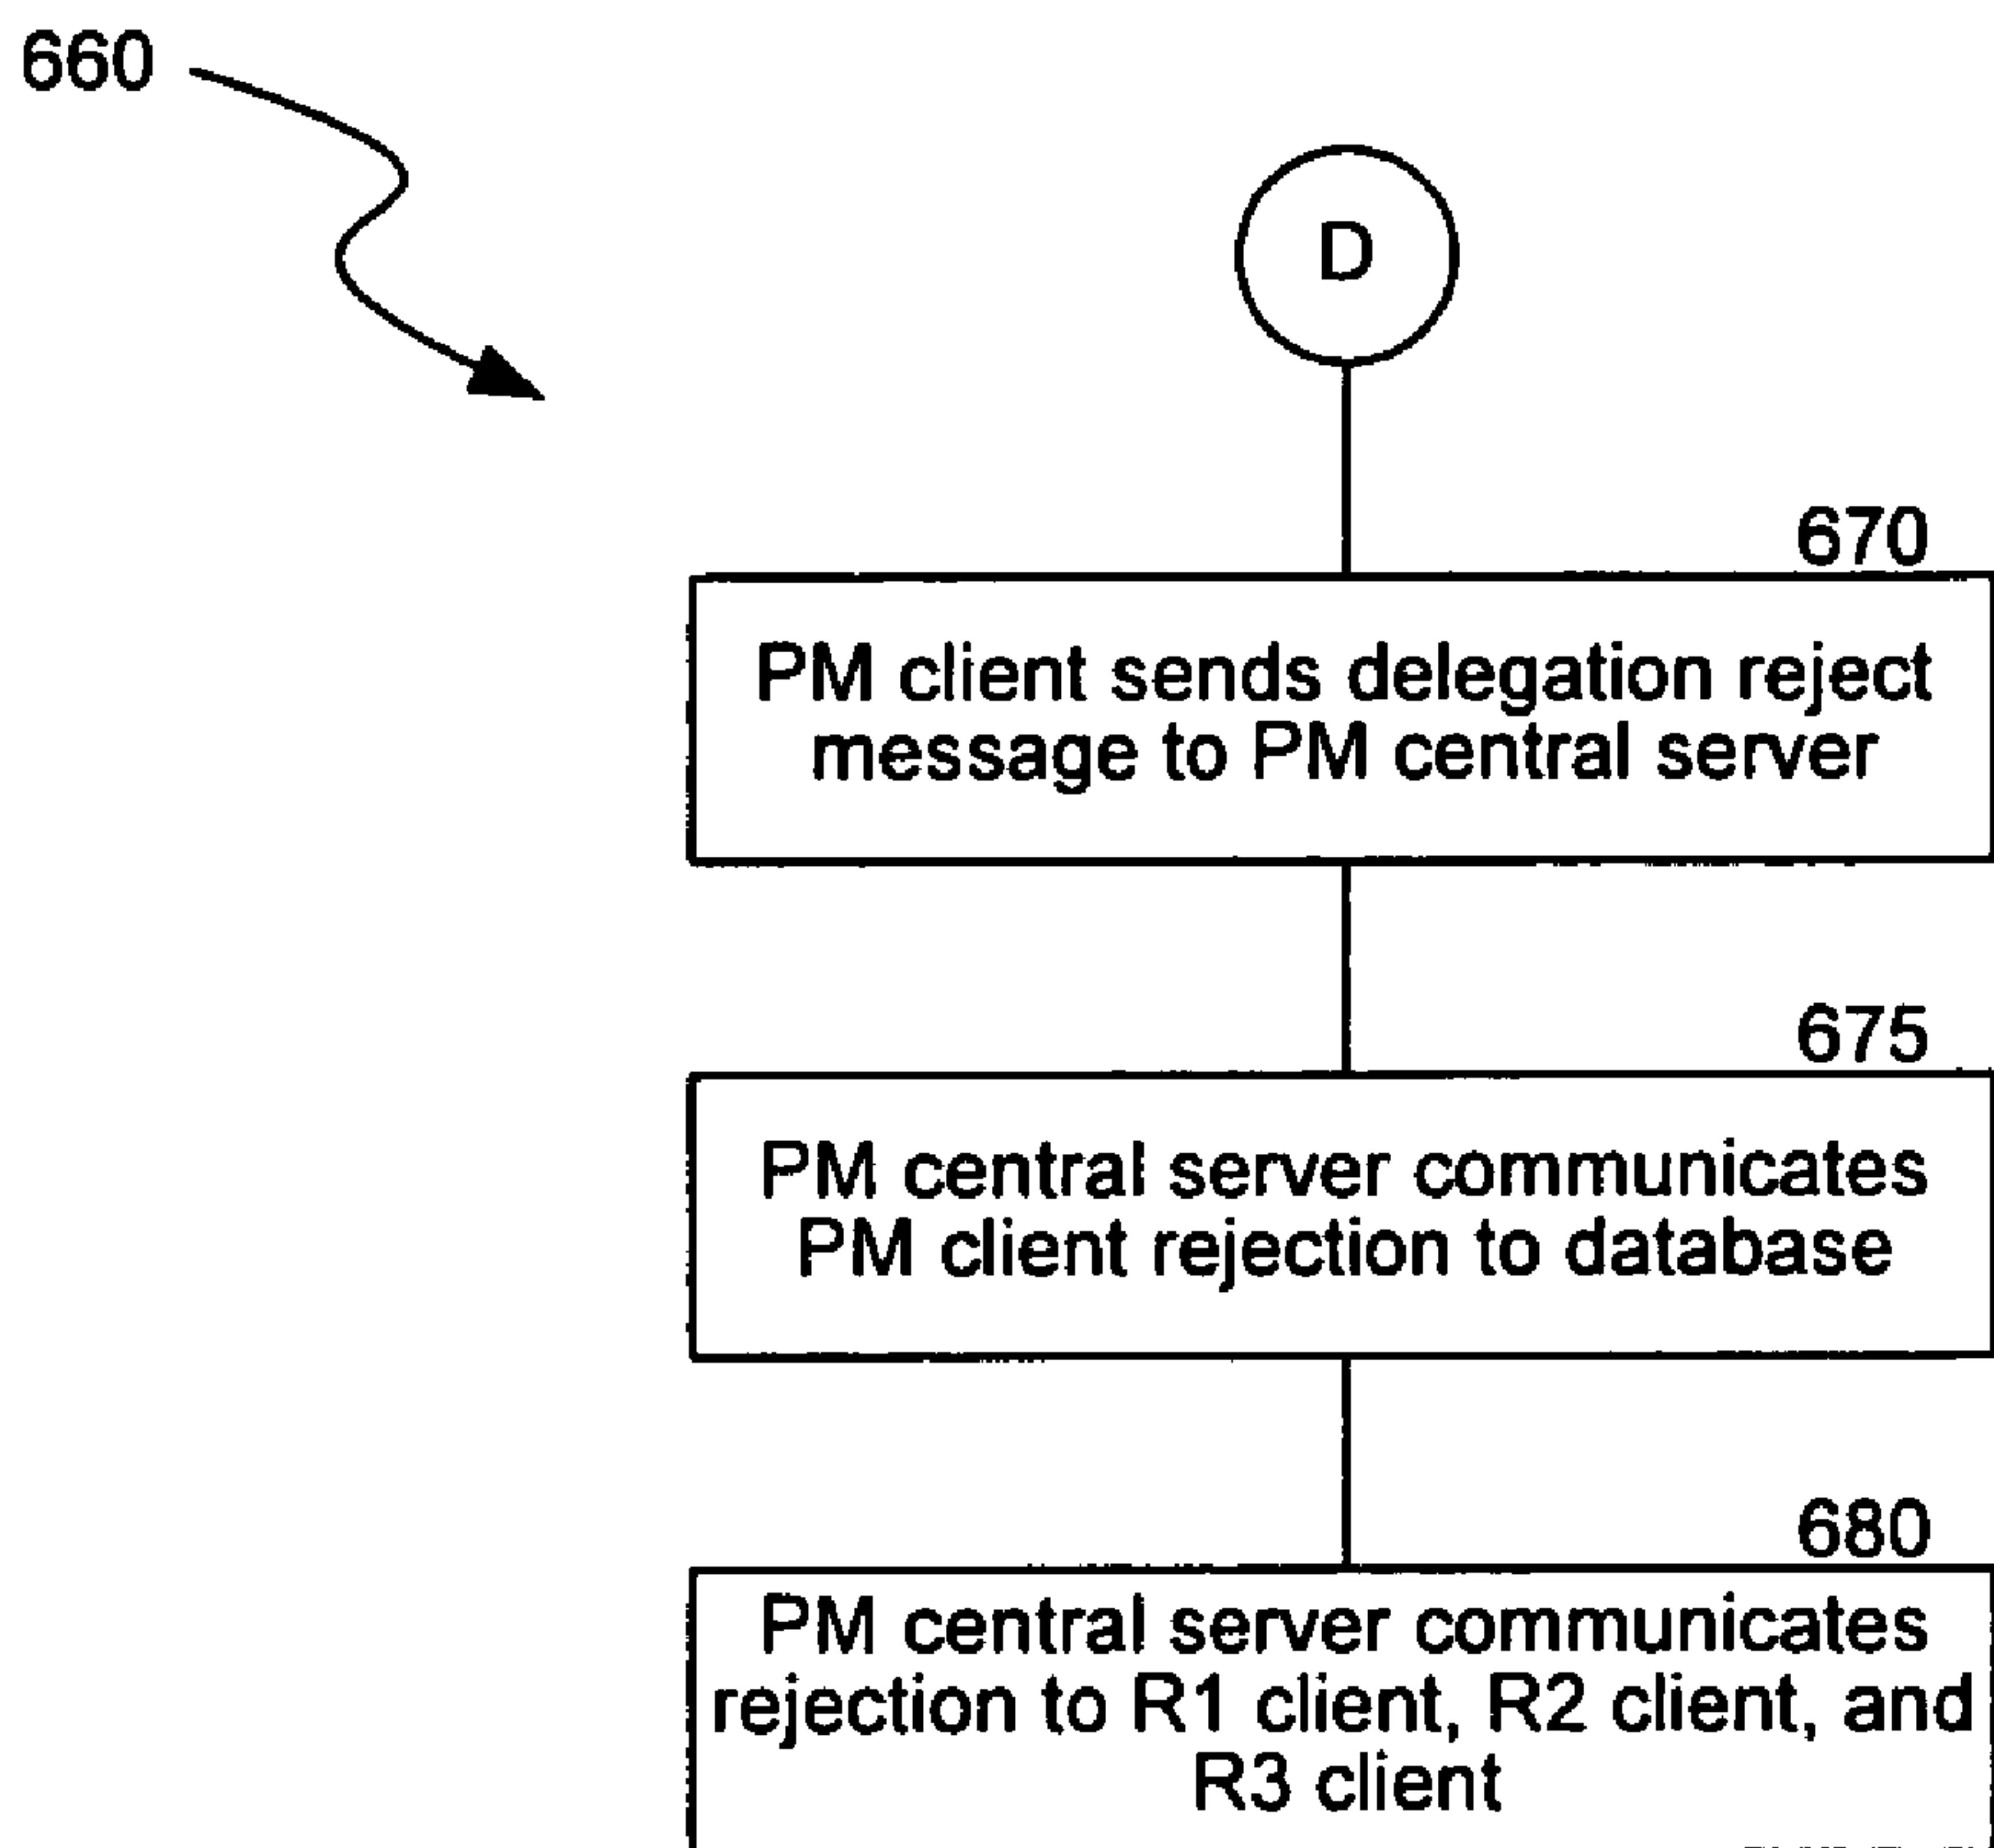 660
D
670
PM client sends delegation reject
message to PM central server
675
PM central server communicates
PM client rejection to database
680
PM central server communicates
rejection to R1 client, R2 client, and
R3 client